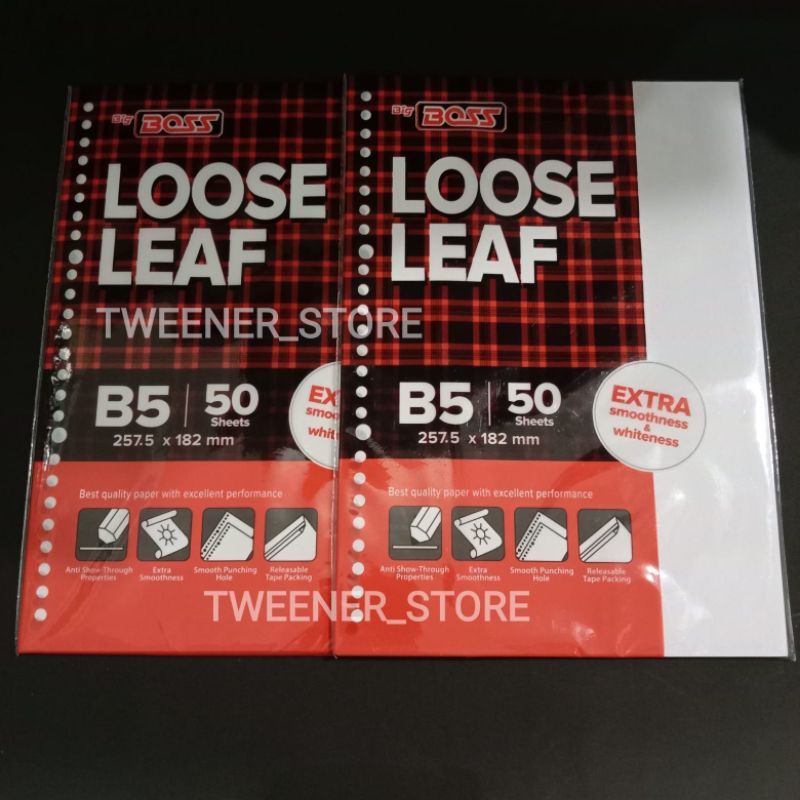 Big BOSS
LOOSE
LEAF
B5 | 50
Sheets
257.5 x 182 mm
EX
smoo
whit
Best quality paper with excellent performance
Anti Show-Through
Properties
Extra
Smoothness
Smooth Punching
Hole
Releasable
Tape Packing
Big BOSS
LOOSE
LEAF
B5 | 50
Sheets
257.5 x 182 mm
EXTRA
smoothness
&
whiteness
Best quality paper with excellent performance
Anti Show-Through
Properties
Extra
Smoothness
Smooth Punching
Hole
Releasable
Tape Packing
TWEENER_STORE
TWEENER_STORE